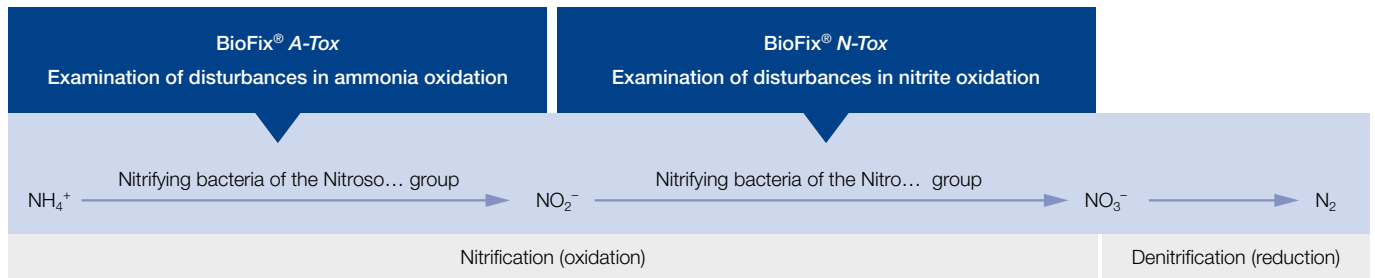 BioFix® A-Tox
Examination of disturbances in ammonia oxidation
BioFix® N-Tox
Examination of disturbances in nitrite oxidation
NH₄⁺
Nitrifying bacteria of the Nitroso… group
NO₂⁻
Nitrifying bacteria of the Nitro… group
NO₃⁻
N₂
Nitrification (oxidation)
Denitrification (reduction)